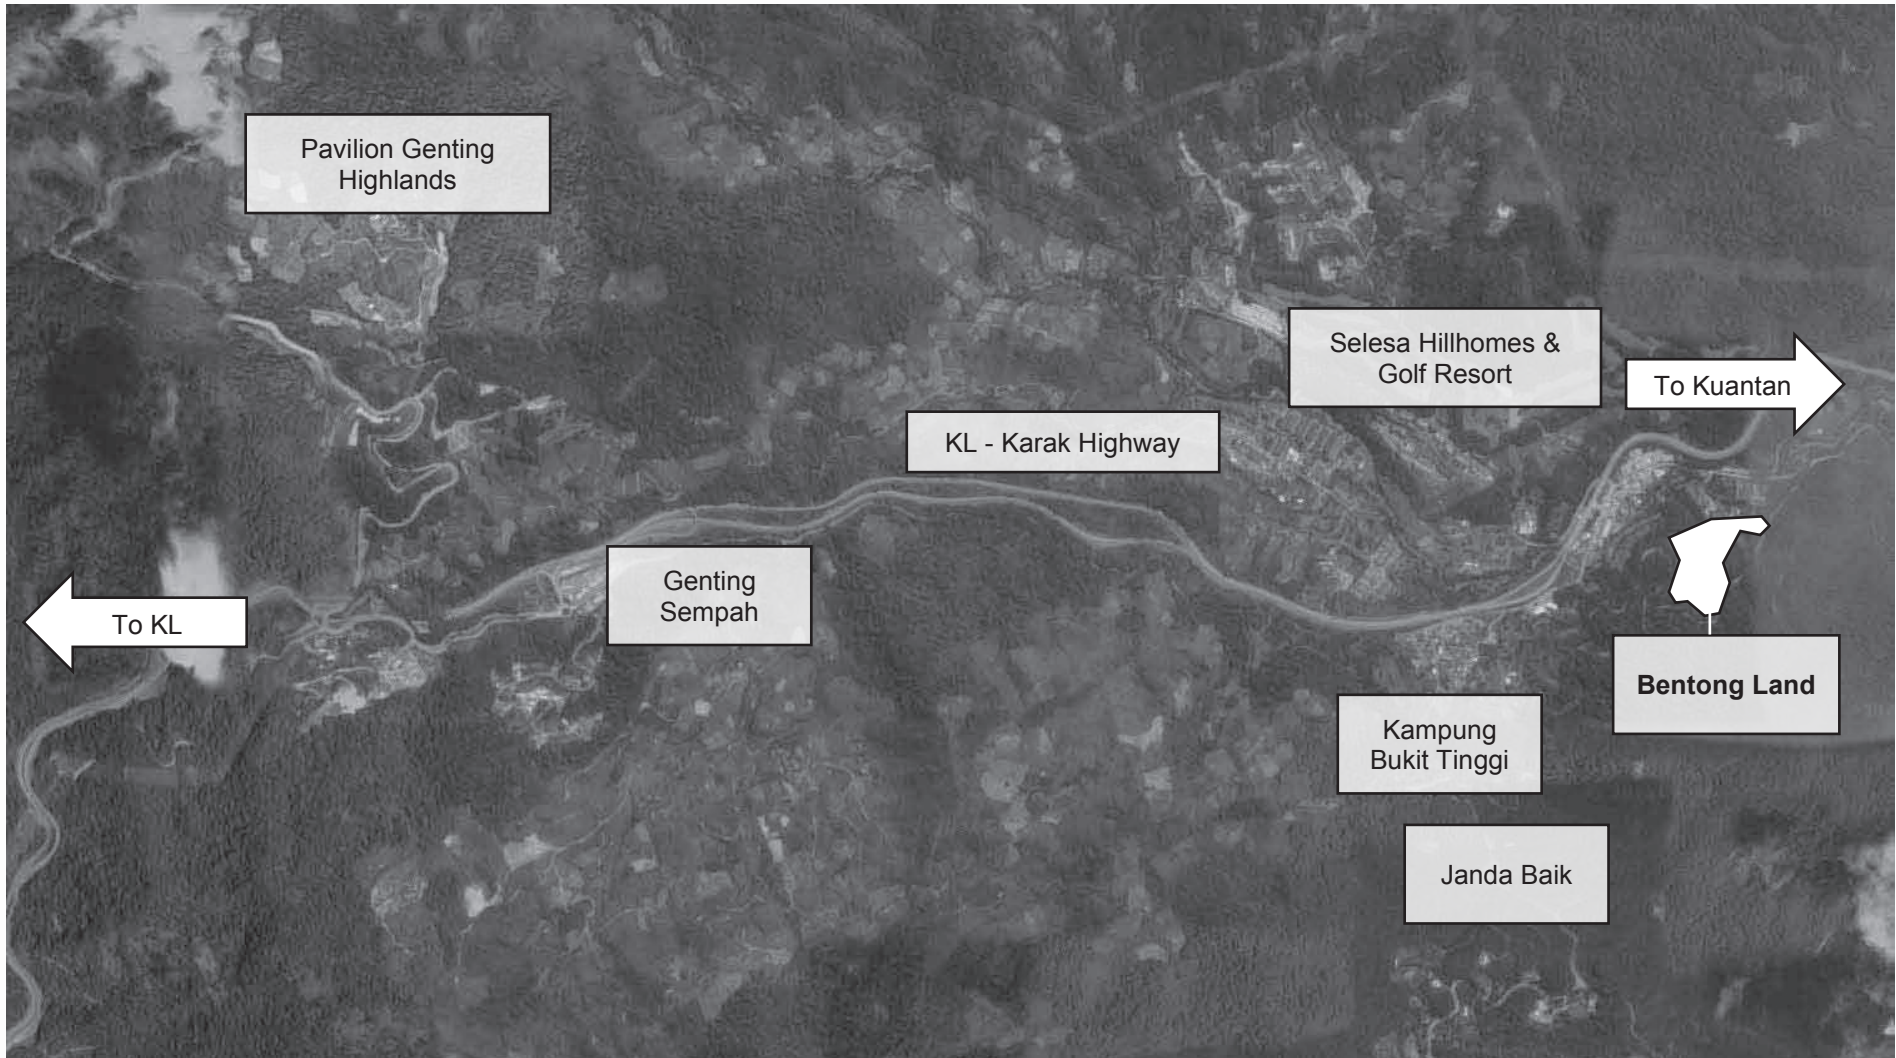 Pavilion Genting
Highlands
Selesa Hillhomes &
Golf Resort
To Kuantan
KL - Karak Highway
Genting
Sempah
To KL
Bentong Land
Kampung
Bukit Tinggi
Janda Baik